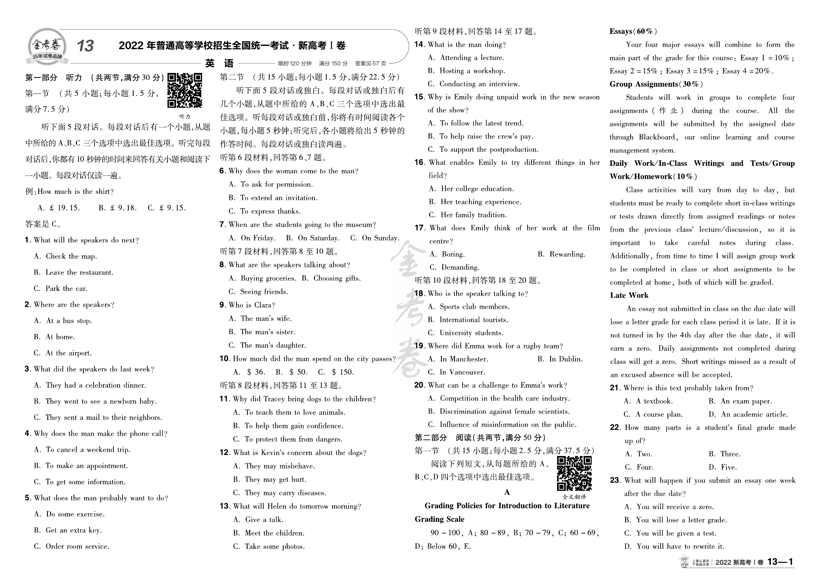 金考卷
13
2022 年普通高等学校招生全国统一考试·新高考Ⅰ卷
英 语
限时 120 分钟 满分 150 分 答案见 57 页
第一部分 听力 (共两节,满分 30 分)
第一节 (共 5 小题;每小题 1. 5 分,
满分 7. 5 分)
听力
听下面 5 段对话。每段对话后有一个小题,从题
中所给的 A、B、C 三个选项中选出最佳选项。听完每段
对话后,你都有 10 秒钟的时间来回答有关小题和阅读下
一小题。每段对话仅读一遍。
例:How much is the shirt?
A. £ 19. 15. B. £ 9. 18. C. £ 9. 15.
答案是 C。
1. What will the speakers do next?
A. Check the map.
B. Leave the restaurant.
C. Park the car.
2. Where are the speakers?
A. At a bus stop.
B. At home.
C. At the airport.
3. What did the speakers do last week?
A. They had a celebration dinner.
B. They went to see a newborn baby.
C. They sent a mail to their neighbors.
4. Why does the man make the phone call?
A. To cancel a weekend trip.
B. To make an appointment.
C. To get some information.
5. What does the man probably want to do?
A. Do some exercise.
B. Get an extra key.
C. Order room service.
第二节 (共 15 小题;每小题 1. 5 分,满分 22. 5 分)
听下面 5 段对话或独白。每段对话或独白后有
几个小题,从题中所给的 A、B、C 三个选项中选出最
佳选项。听每段对话或独白前,你将有时间阅读各个
小题,每小题 5 秒钟;听完后,各小题将给出 5 秒钟的
作答时间。每段对话或独白读两遍。
听第 6 段材料,回答第 6、7 题。
6. Why does the woman come to the man?
A. To ask for permission.
B. To extend an invitation.
C. To express thanks.
7. When are the students going to the museum?
A. On Friday. B. On Saturday. C. On Sunday.
听第 7 段材料,回答第 8 至 10 题。
8. What are the speakers talking about?
A. Buying groceries. B. Choosing gifts.
C. Seeing friends.
9. Who is Clara?
A. The man's wife.
B. The man's sister.
C. The man's daughter.
10. How much did the man spend on the city passes?
A. $ 36. B. $ 50. C. $ 150.
听第 8 段材料,回答第 11 至 13 题。
11. Why did Tracey bring dogs to the children?
A. To teach them to love animals.
B. To help them gain confidence.
C. To protect them from dangers.
12. What is Kevin's concern about the dogs?
A. They may misbehave.
B. They may get hurt.
C. They may carry diseases.
13. What will Helen do tomorrow morning?
A. Give a talk.
B. Meet the children.
C. Take some photos.
听第 9 段材料,回答第 14 至 17 题。
14. What is the man doing?
A. Attending a lecture.
B. Hosting a workshop.
C. Conducting an interview.
15. Why is Emily doing unpaid work in the new season
of the show?
A. To follow the latest trend.
B. To help raise the crew's pay.
C. To support the postproduction.
16. What enables Emily to try different things in her
field?
A. Her college education.
B. Her teaching experience.
C. Her family tradition.
17. What does Emily think of her work at the film
centre?
A. Boring. B. Rewarding.
C. Demanding.
听第 10 段材料,回答第 18 至 20 题。
18. Who is the speaker talking to?
A. Sports club members.
B. International tourists.
C. University students.
19. Where did Emma work for a rugby team?
A. In Manchester. B. In Dublin.
C. In Vancouver.
20. What can be a challenge to Emma's work?
A. Competition in the health care industry.
B. Discrimination against female scientists.
C. Influence of misinformation on the public.
第二部分 阅读(共两节,满分 50 分)
第一节 (共 15 小题;每小题 2. 5 分,满分 37. 5 分)
阅读下列短文,从每题所给的 A、
B、C、D 四个选项中选出最佳选项。
全文翻译
A
Grading Policies for Introduction to Literature
Grading Scale
90 - 100, A; 80 - 89, B; 70 - 79, C; 60 - 69,
D; Below 60, E.
Essays(60%)
Your four major essays will combine to form the
main part of the grade for this course: Essay 1 = 10%;
Essay 2 = 15%; Essay 3 = 15%; Essay 4 = 20%.
Group Assignments(30%)
Students will work in groups to complete four
assignments (作业) during the course. All the
assignments will be submitted by the assigned date
through Blackboard, our online learning and course
management system.
Daily Work/In-Class Writings and Tests/Group
Work/Homework(10%)
Class activities will vary from day to day, but
students must be ready to complete short in-class writings
or tests drawn directly from assigned readings or notes
from the previous class' lecture/discussion, so it is
important to take careful notes during class.
Additionally, from time to time I will assign group work
to be completed in class or short assignments to be
completed at home, both of which will be graded.
Late Work
An essay not submitted in class on the due date will
lose a letter grade for each class period it is late. If it is
not turned in by the 4th day after the due date, it will
earn a zero. Daily assignments not completed during
class will get a zero. Short writings missed as a result of
an excused absence will be accepted.
21. Where is this text probably taken from?
A. A textbook. B. An exam paper.
C. A course plan. D. An academic article.
22. How many parts is a student's final grade made
up of?
A. Two. B. Three.
C. Four. D. Five.
23. What will happen if you submit an essay one week
after the due date?
A. You will receive a zero.
B. You will lose a letter grade.
C. You will be given a test.
D. You will have to rewrite it.
2022 新高考Ⅰ卷 13—1
金考卷